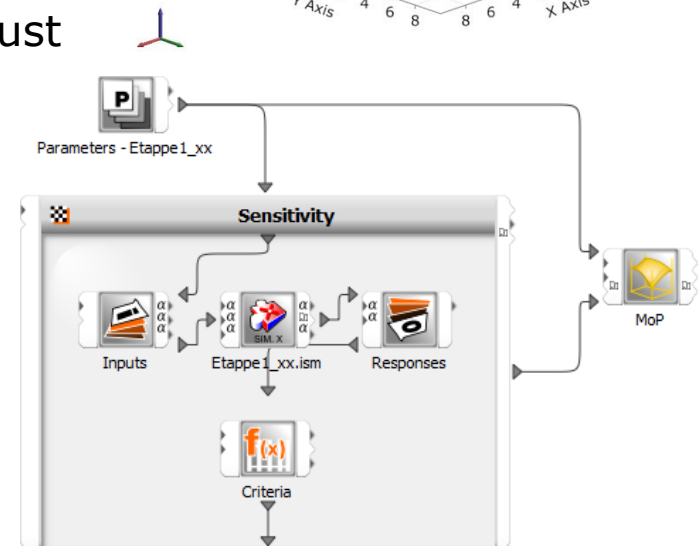 ust
Y Axis 4 6 8 8 6 4 X Axis
P
Parameters - Etappe1_xx
Sensitivity
α α α α
α α α α
α α α
SIM. X
Inputs Etappe1_xx.ism Responses
MoP
f(x)
Criteria